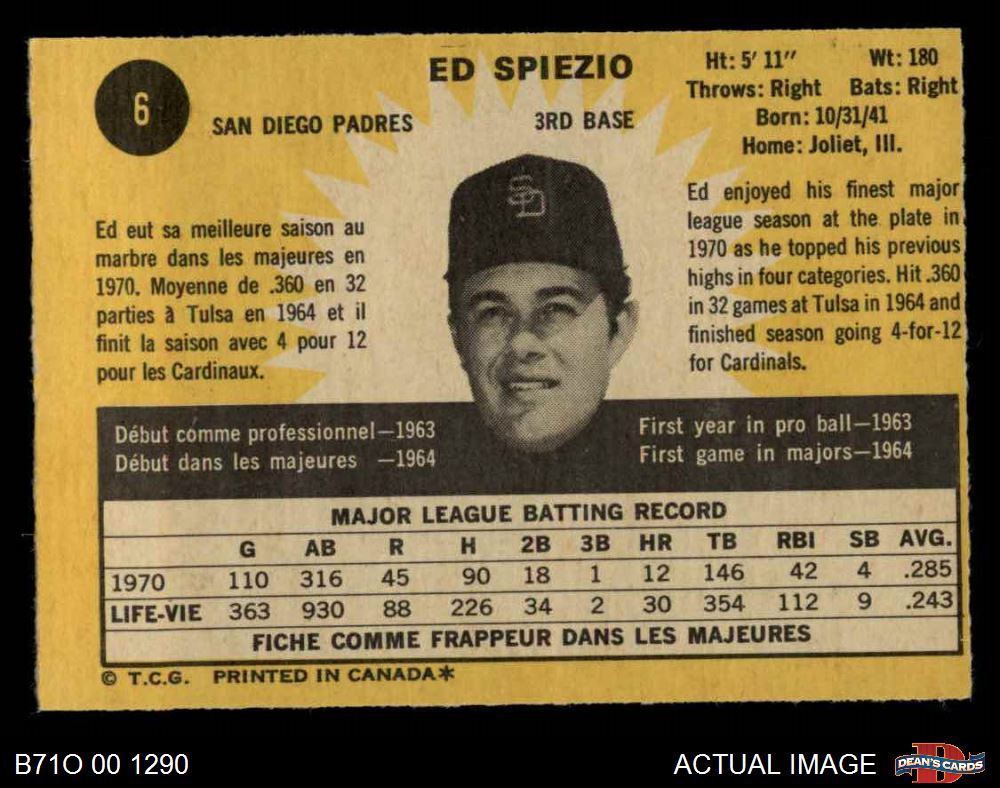 6
ED SPIEZIO
SAN DIEGO PADRES
3RD BASE
Ht: 5' 11" Wt: 180
Throws: Right Bats: Right
Born: 10/31/41
Home: Joliet, Ill.
SD
Ed eut sa meilleure saison au
marbre dans les majeures en
1970. Moyenne de .360 en 32
parties à Tulsa en 1964 et il
finit la saison avec 4 pour 12
pour les Cardinaux.
Ed enjoyed his finest major
league season at the plate in
1970 as he topped his previous
highs in four categories. Hit .360
in 32 games at Tulsa in 1964 and
finished season going 4-for-12
for Cardinals.
Début comme professionnel—1963
Début dans les majeures —1964
First year in pro ball—1963
First game in majors—1964
MAJOR LEAGUE BATTING RECORD
G AB R H 2B 3B HR TB RBI SB AVG.
1970 110 316 45 90 18 1 12 146 42 4 .285
LIFE-VIE 363 930 88 226 34 2 30 354 112 9 .243
FICHE COMME FRAPPEUR DANS LES MAJEURES
© T.C.G. PRINTED IN CANADA*
B71O 00 1290
ACTUAL IMAGE
DEAN'S CARDS